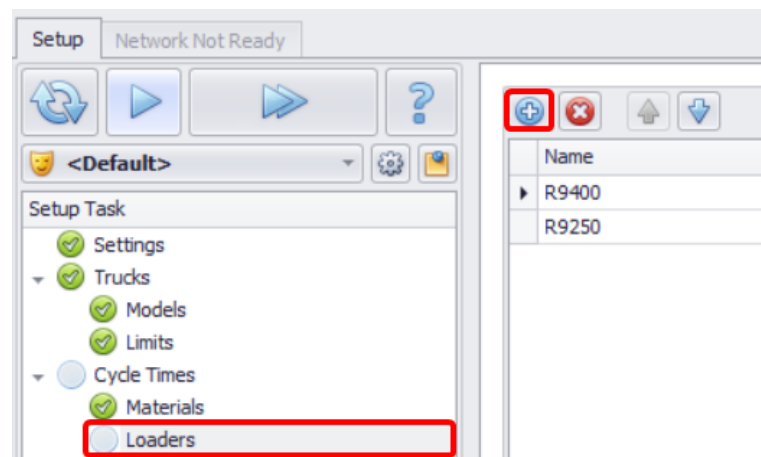 Setup Network Not Ready
<Default>
Setup Task
Settings
Trucks
Models
Limits
Cycle Times
Materials
Loaders
Name
R9400
R9250